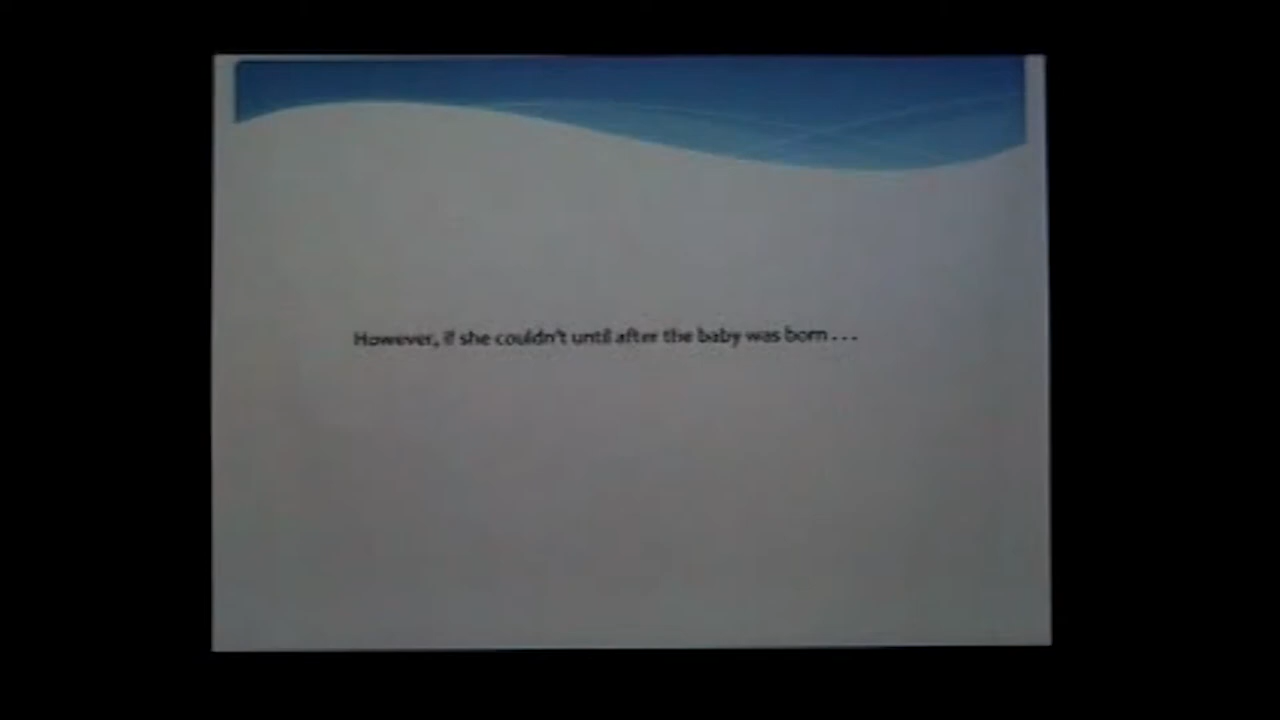 However, if she couldn't until after the baby was born . . .